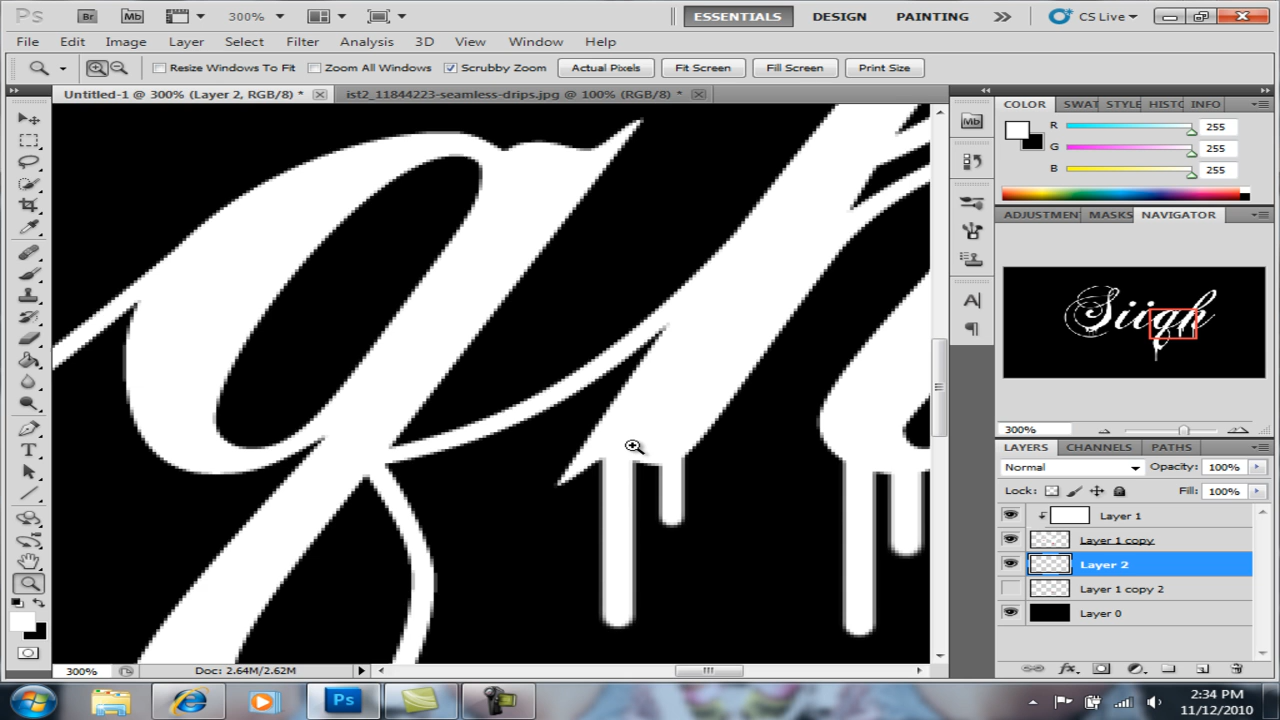 Ps Br Mb 300% ESSENTIALS DESIGN PAINTING CS Live
File Edit Image Layer Select Filter Analysis 3D View Window Help
Resize Windows To Fit Zoom All Windows Scrubby Zoom Actual Pixels Fit Screen Fill Screen Print Size
Untitled-1 @ 300% (Layer 2, RGB/8) * ist2_11844223-seamless-drips.jpg @ 100% (RGB/8) *
COLOR SWAT STYLE HISTC INFO
Mb
R 255
G 255
B 255
ADJUSTMEN MASKS NAVIGATOR
Siigh
A
300%
LAYERS CHANNELS PATHS
Normal Opacity: 100%
Lock: Fill: 100%
Layer 1
Layer 1 copy
Layer 2
Layer 1 copy 2
Layer 0
300% Doc: 2.64M/2.62M
Ps
2:34 PM
11/12/2010